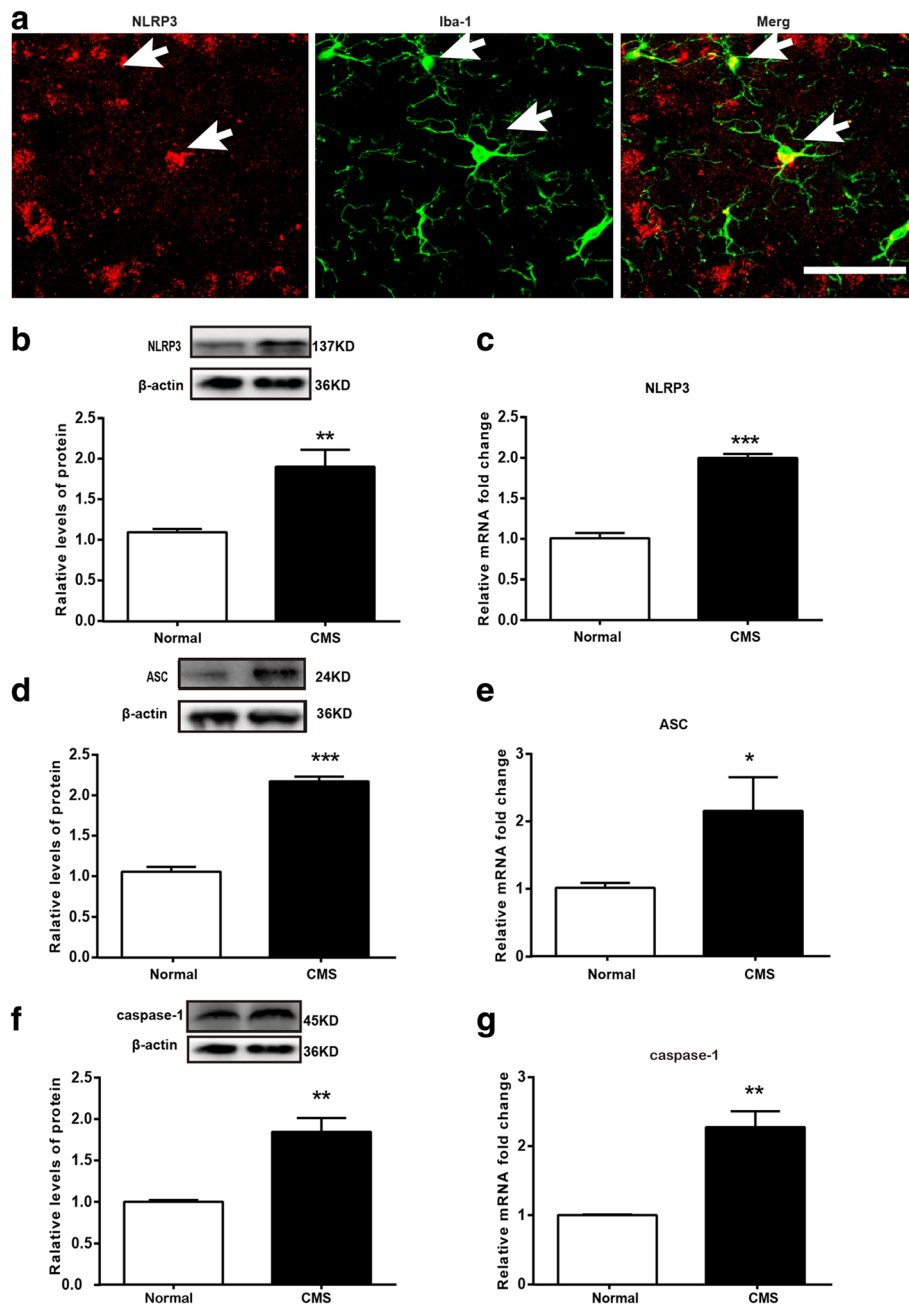 a
NLRP3
Iba-1
Merg
b
NLRP3
137KD
β-actin
36KD
Ralative levels of protein
2.5
2.0
1.5
1.0
0.5
0.0
**
Normal
CMS
c
NLRP3
Relative mRNA fold change
2.5
2.0
1.5
1.0
0.5
0.0
***
Normal
CMS
d
ASC
24KD
β-actin
36KD
Ralative levels of protein
2.5
2.0
1.5
1.0
0.5
0.0
***
Normal
CMS
e
ASC
Relative mRNA fold change
3
2
1
0
*
Normal
CMS
f
caspase-1
45KD
β-actin
36KD
Ralative levels of protein
2.5
2.0
1.5
1.0
0.5
0.0
**
Normal
CMS
g
caspase-1
Relative mRNA fold change
3
2
1
0
**
Normal
CMS